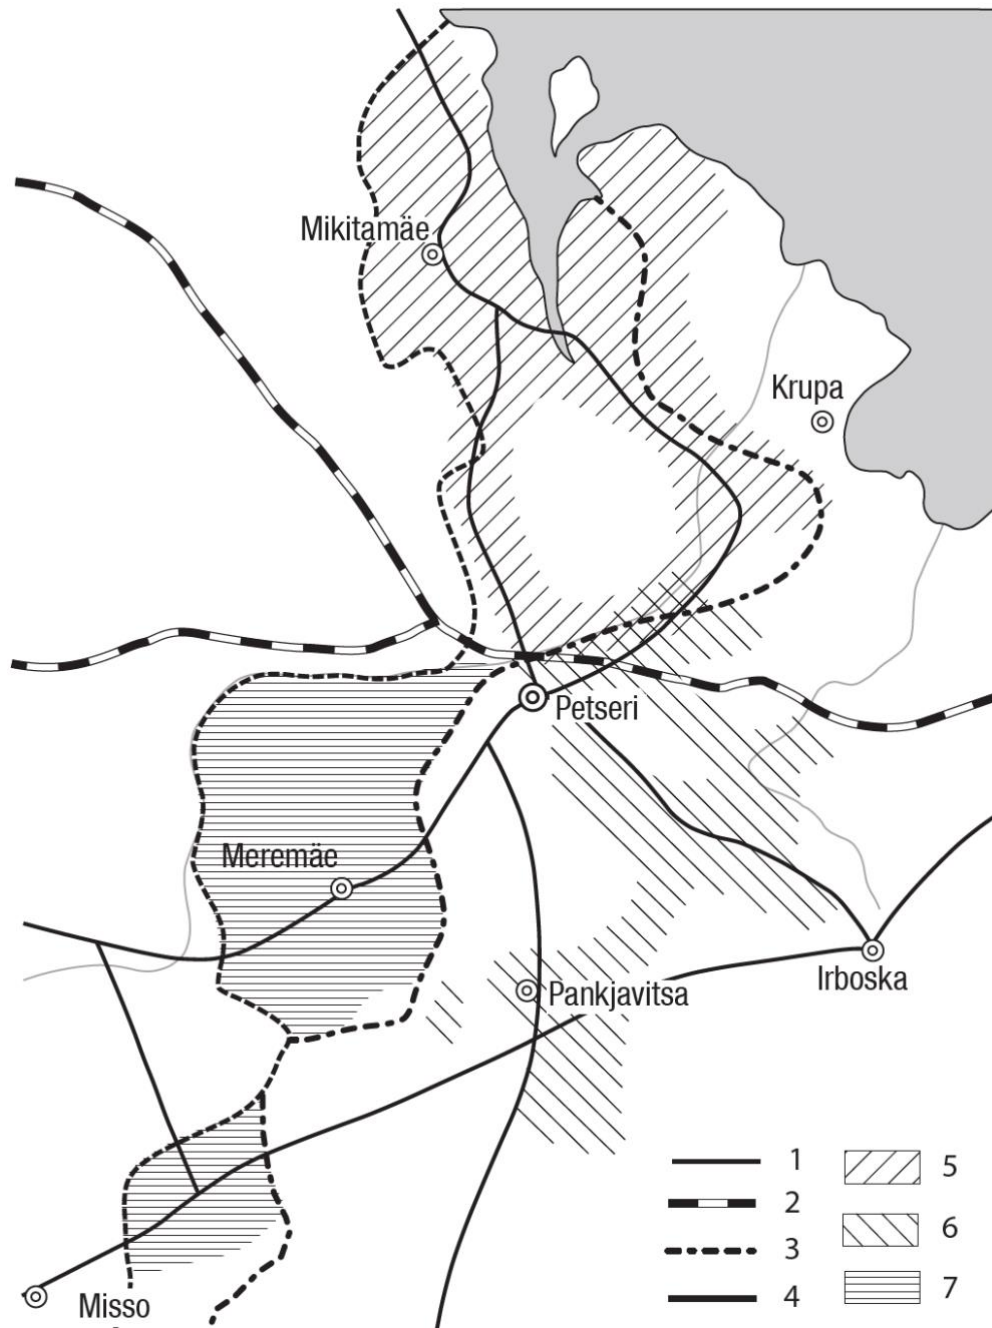 Mikitamäe
Krupa
Petseri
Meremäe
Pankjavitsa
Irboska
Misso
1
2
3
4
5
6
7